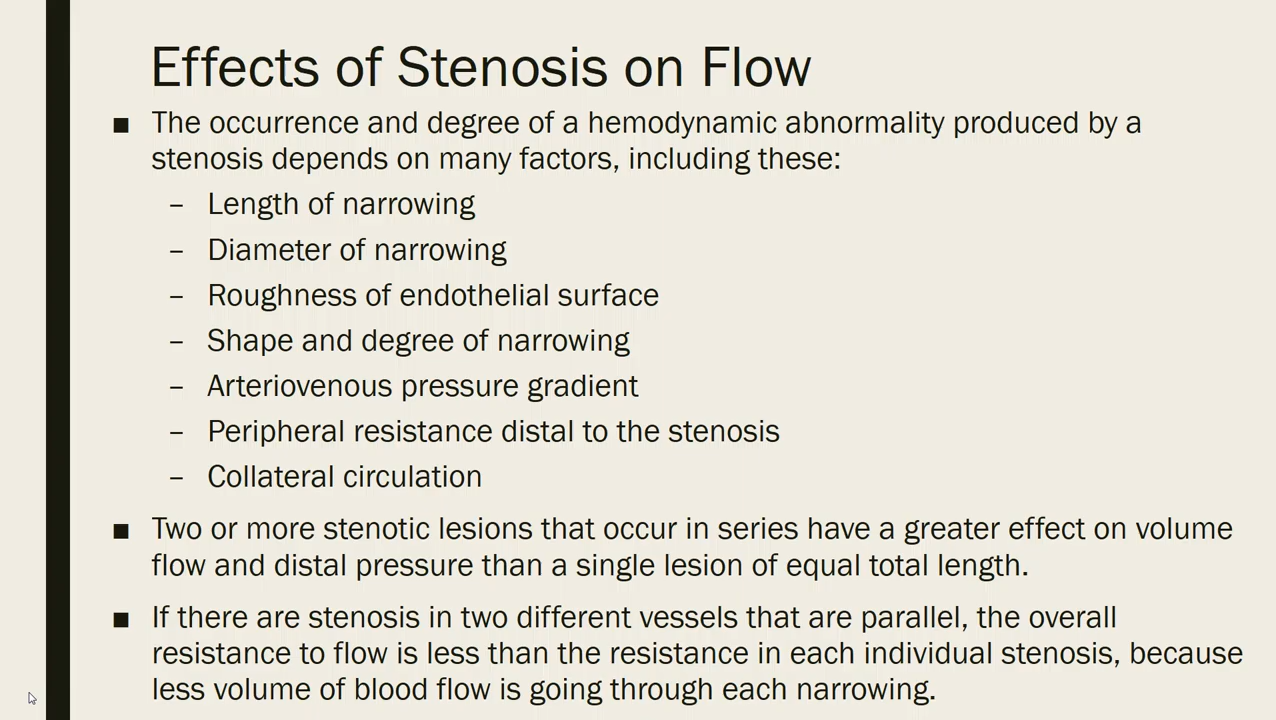 Effects of Stenosis on Flow
■ The occurrence and degree of a hemodynamic abnormality produced by a
stenosis depends on many factors, including these:
– Length of narrowing
– Diameter of narrowing
– Roughness of endothelial surface
– Shape and degree of narrowing
– Arteriovenous pressure gradient
– Peripheral resistance distal to the stenosis
– Collateral circulation
■ Two or more stenotic lesions that occur in series have a greater effect on volume
flow and distal pressure than a single lesion of equal total length.
■ If there are stenosis in two different vessels that are parallel, the overall
resistance to flow is less than the resistance in each individual stenosis, because
less volume of blood flow is going through each narrowing.